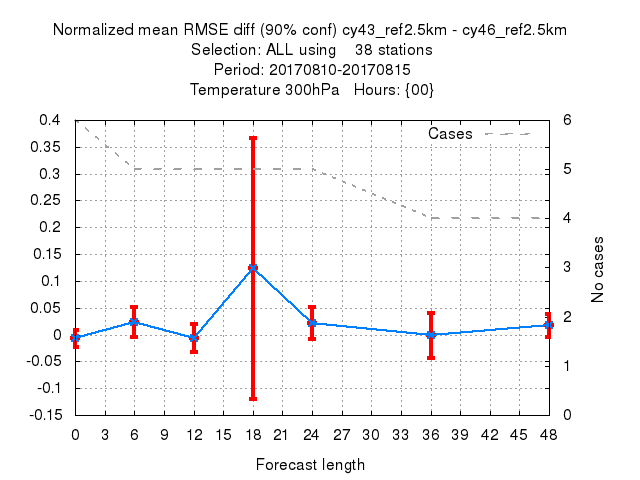 Normalized mean RMSE diff (90% conf) cy43_ref2.5km - cy46_ref2.5km
Selection: ALL using    38 stations
Period: 20170810-20170815
Temperature 300hPa   Hours: {00}
Cases
0.4
0.35
0.3
0.25
0.2
0.15
0.1
0.05
0
-0.05
-0.1
-0.15
6
5
4
3
2
1
0
No cases
0 3 6 9 12 15 18 21 24 27 30 33 36 39 42 45 48
Forecast length